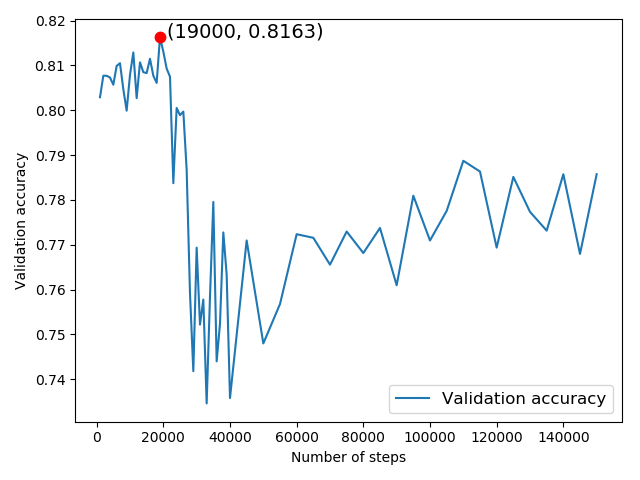 0.82
(19000, 0.8163)
0.81
0.80
0.79
0.78
0.77
0.76
0.75
0.74
Validation accuracy
Validation accuracy
0 20000 40000 60000 80000 100000 120000 140000
Number of steps